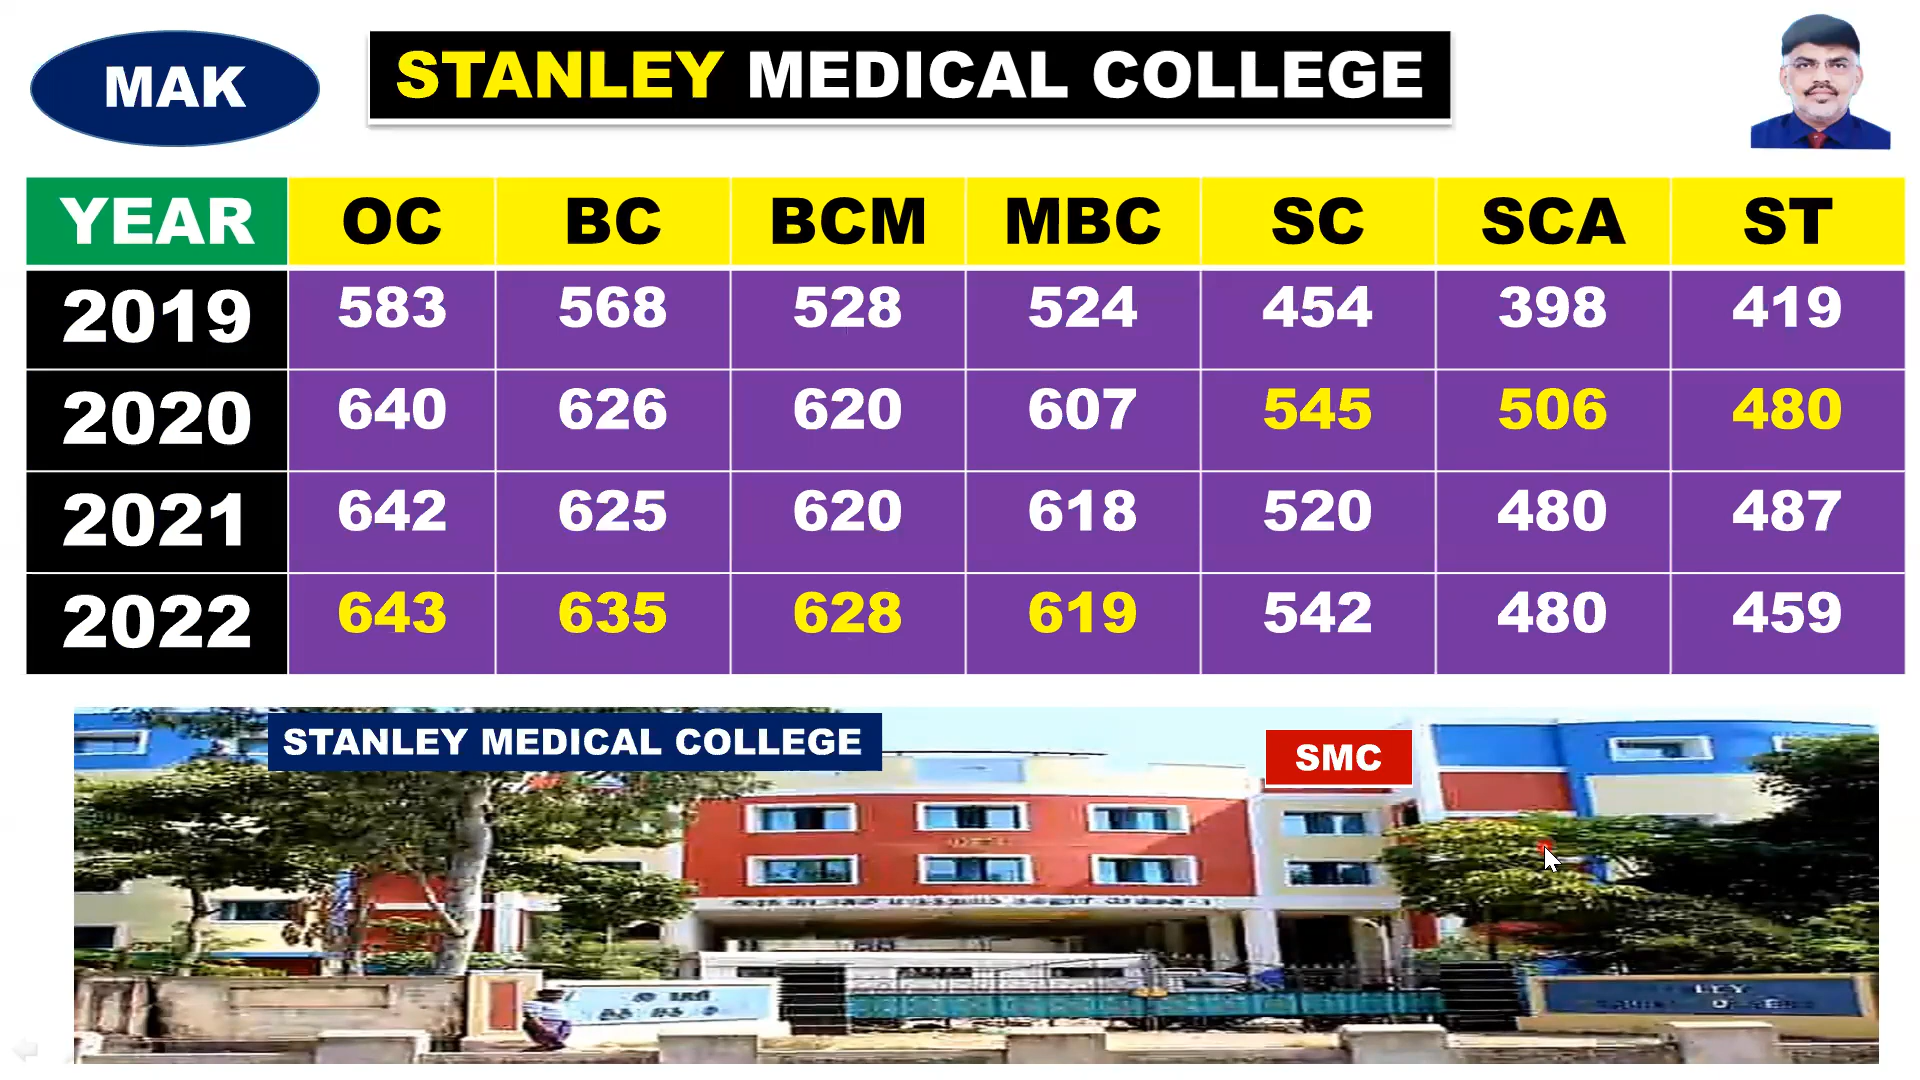 MAK
STANLEY MEDICAL COLLEGE
YEAR OC BC BCM MBC SC SCA ST
2019 583 568 528 524 454 398 419
2020 640 626 620 607 545 506 480
2021 642 625 620 618 520 480 487
2022 643 635 628 619 542 480 459
STANLEY MEDICAL COLLEGE
SMC